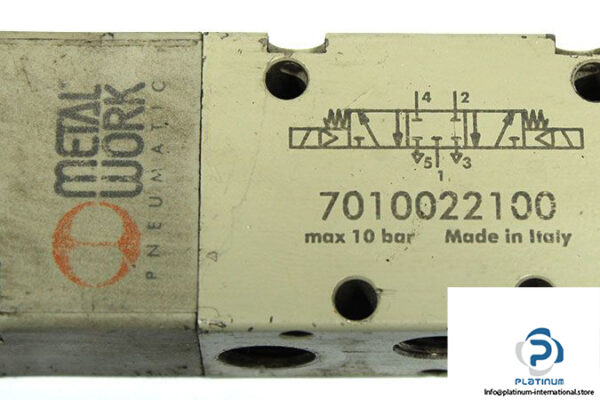 METAL
WORK
PNEUMATIC
4 2
5 3
1
7010022100
max 10 bar Made in Italy
PLATINUM
Info@platinum-international.store